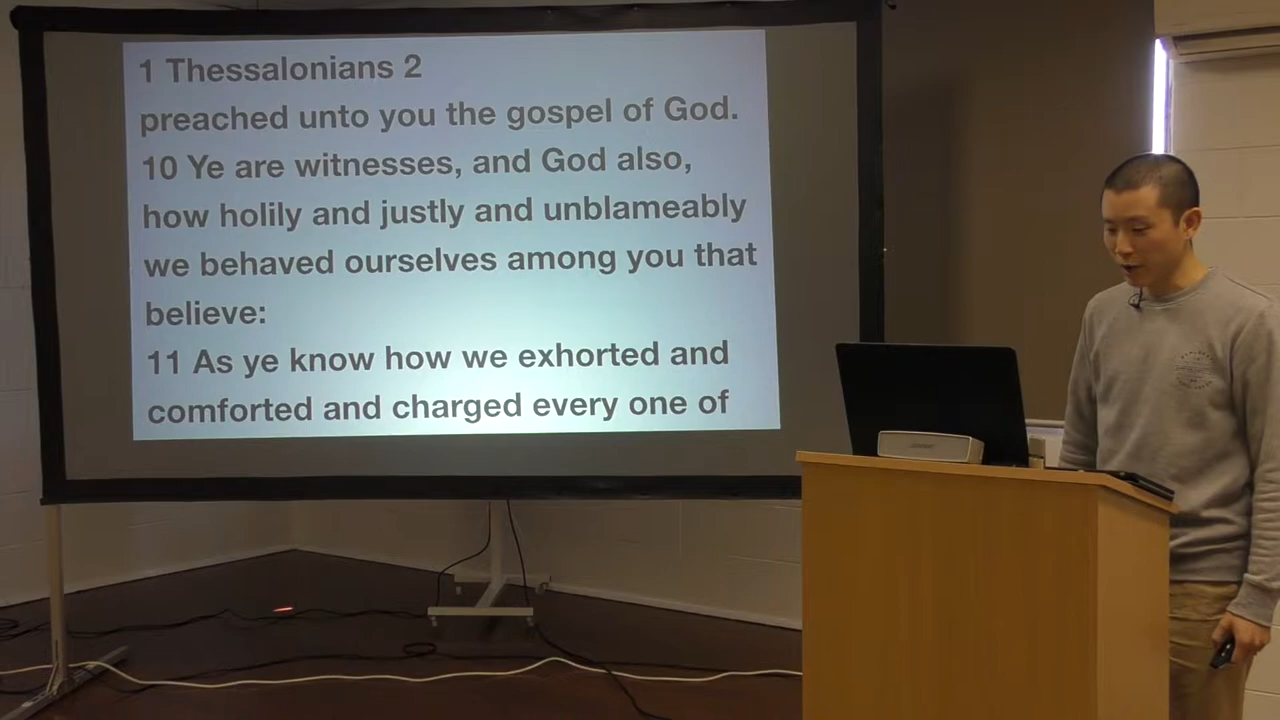 1 Thessalonians 2
preached unto you the gospel of God.
10 Ye are witnesses, and God also,
how holily and justly and unblameably
we behaved ourselves among you that
believe:
11 As ye know how we exhorted and
comforted and charged every one of